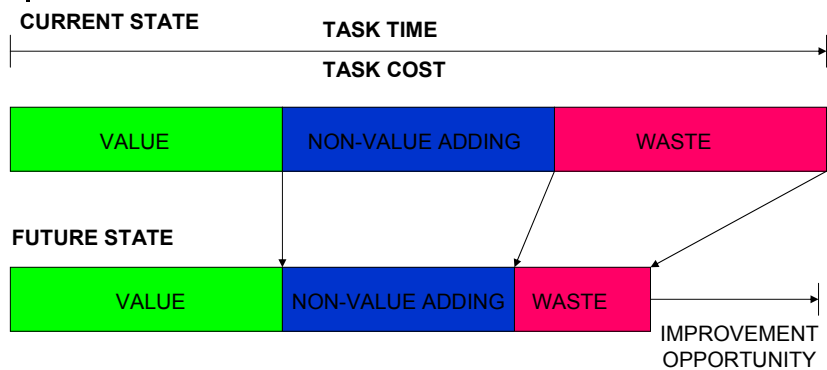 CURRENT STATE
TASK TIME
TASK COST
VALUE
NON-VALUE ADDING
WASTE
FUTURE STATE
VALUE
NON-VALUE ADDING
WASTE
IMPROVEMENT
OPPORTUNITY